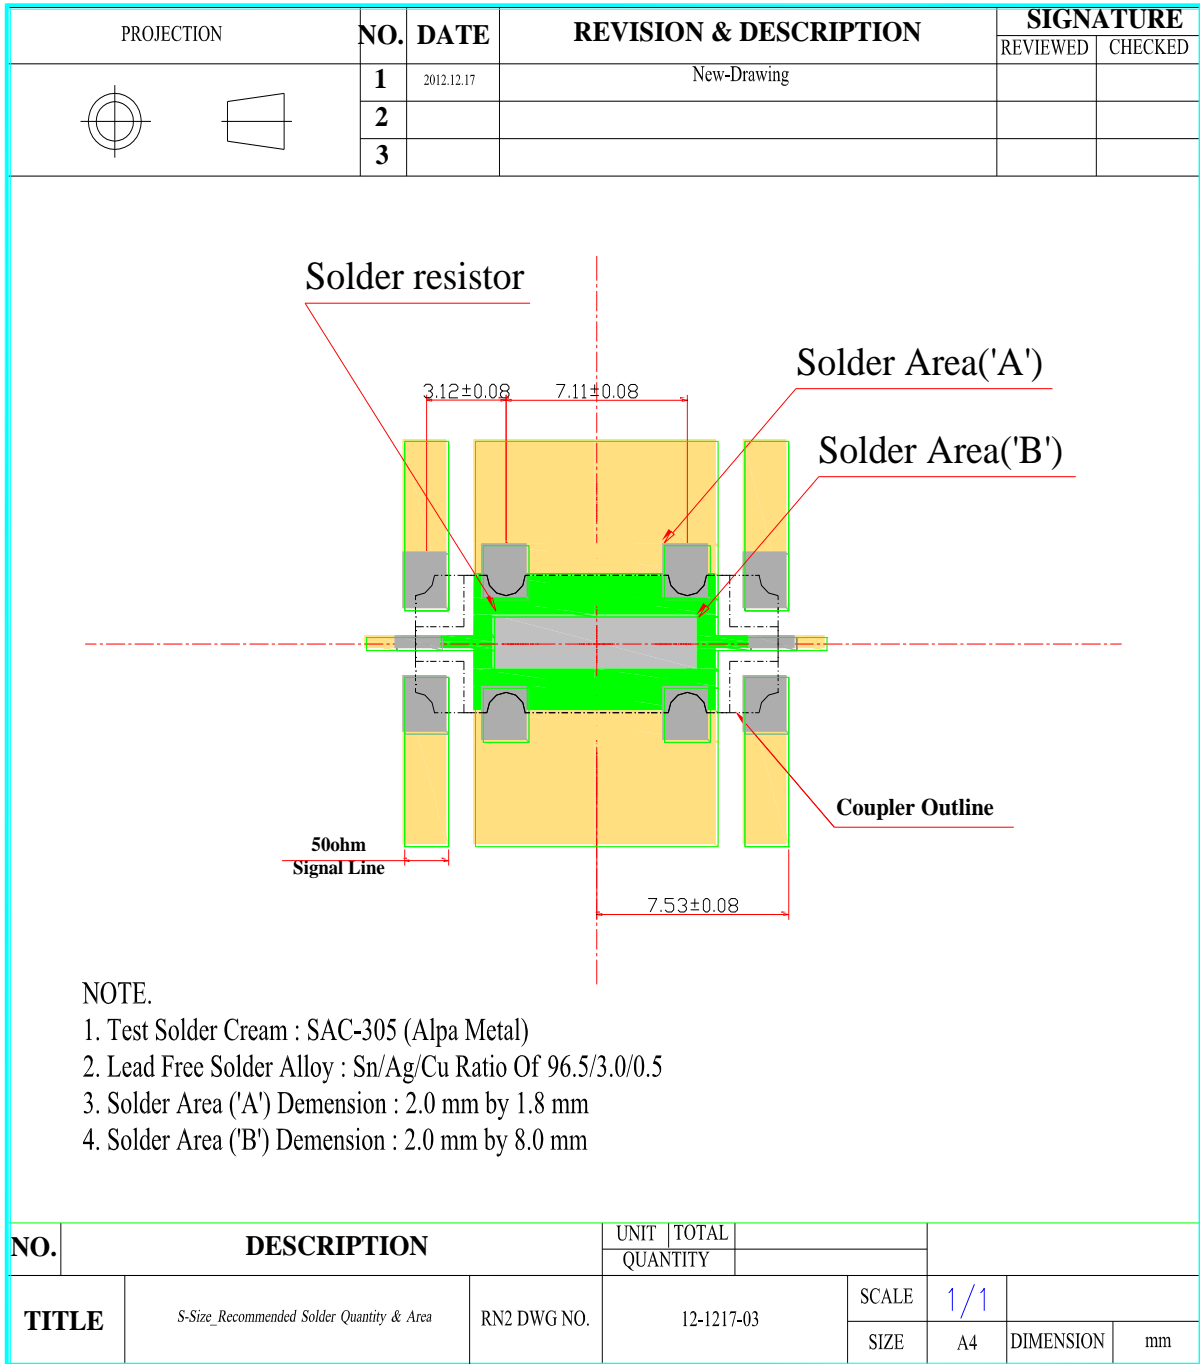 PROJECTION
NO. DATE REVISION & DESCRIPTION SIGNATURE
REVIEWED CHECKED
1 2012.12.17 New-Drawing
2
3
Solder resistor
Solder Area('A')
3.12±0.08 7.11±0.08
Solder Area('B')
Coupler Outline
50ohm
Signal Line
7.53±0.08
NOTE.
1. Test Solder Cream : SAC-305 (Alpa Metal)
2. Lead Free Solder Alloy : Sn/Ag/Cu Ratio Of 96.5/3.0/0.5
3. Solder Area ('A') Demension : 2.0 mm by 1.8 mm
4. Solder Area ('B') Demension : 2.0 mm by 8.0 mm
NO. DESCRIPTION UNIT TOTAL
QUANTITY
TITLE S-Size_Recommended Solder Quantity & Area RN2 DWG NO. 12-1217-03 SCALE 1/1
SIZE A4 DIMENSION mm